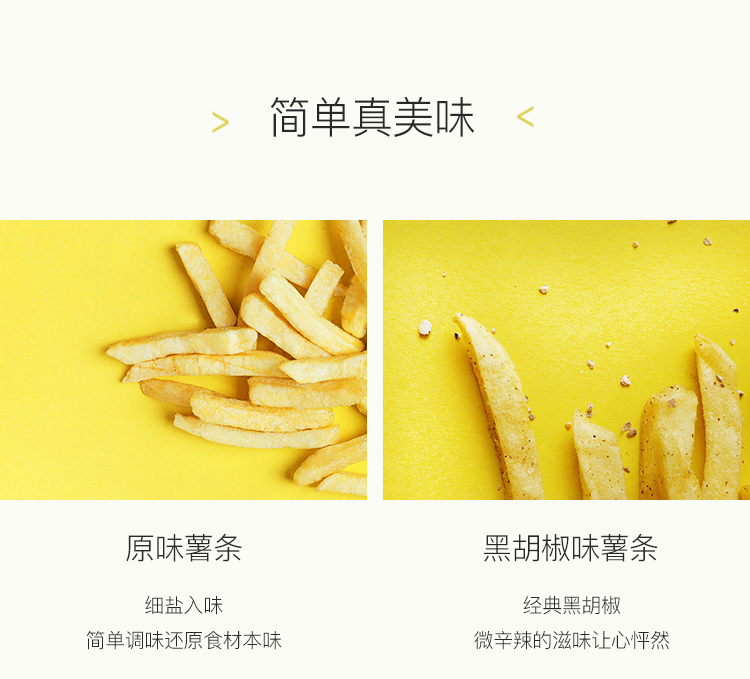 > 简单真美味 <
原味薯条
细盐入味
简单调味还原食材本味
黑胡椒味薯条
经典黑胡椒
微辛辣的滋味让心怦然